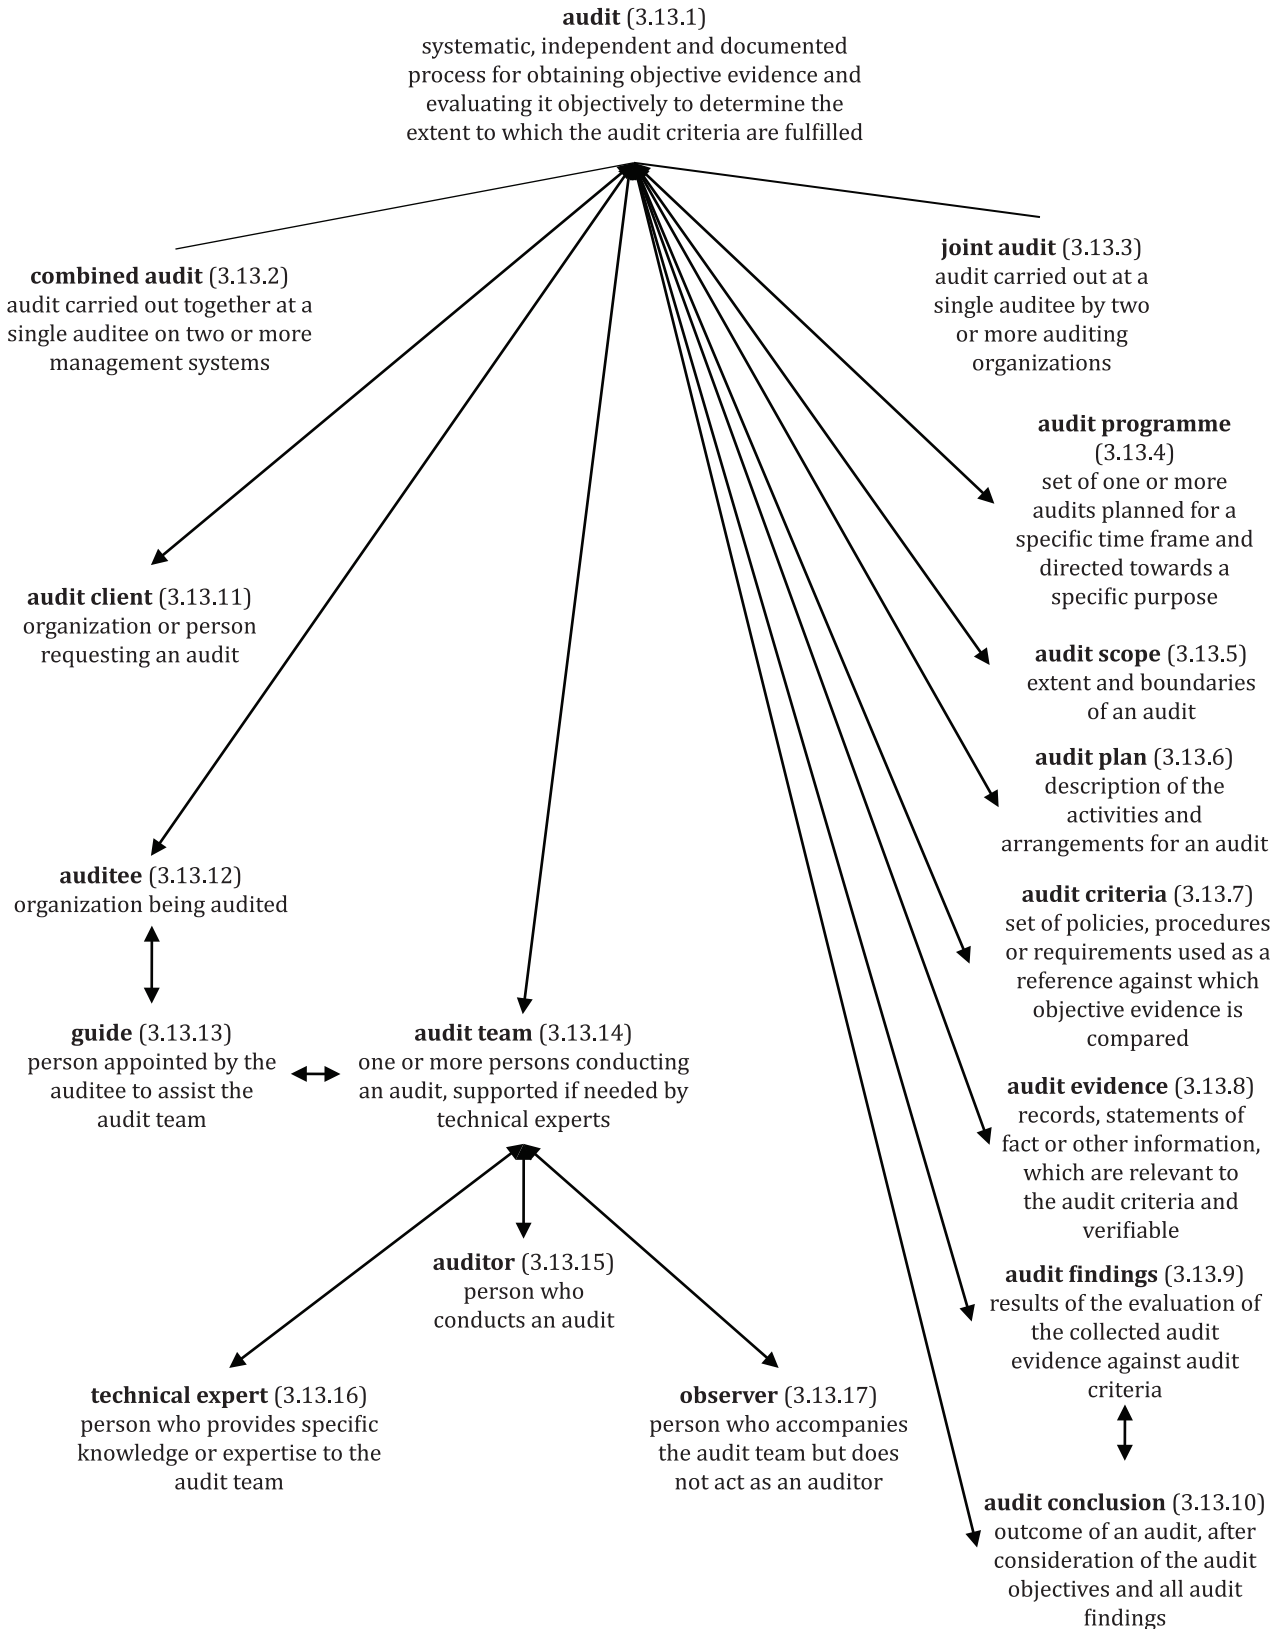 audit (3.13.1)
systematic, independent and documented
process for obtaining objective evidence and
evaluating it objectively to determine the
extent to which the audit criteria are fulfilled
combined audit (3.13.2)
audit carried out together at a
single auditee on two or more
management systems
joint audit (3.13.3)
audit carried out at a
single auditee by two
or more auditing
organizations
audit programme
(3.13.4)
set of one or more
audits planned for a
specific time frame and
directed towards a
specific purpose
audit client (3.13.11)
organization or person
requesting an audit
audit scope (3.13.5)
extent and boundaries
of an audit
audit plan (3.13.6)
description of the
activities and
arrangements for an audit
auditee (3.13.12)
organization being audited
audit criteria (3.13.7)
set of policies, procedures
or requirements used as a
reference against which
objective evidence is
compared
guide (3.13.13)
person appointed by the
auditee to assist the
audit team
audit team (3.13.14)
one or more persons conducting
an audit, supported if needed by
technical experts
audit evidence (3.13.8)
records, statements of
fact or other information,
which are relevant to
the audit criteria and
verifiable
auditor (3.13.15)
person who
conducts an audit
audit findings (3.13.9)
results of the evaluation of
the collected audit
evidence against audit
criteria
technical expert (3.13.16)
person who provides specific
knowledge or expertise to the
audit team
observer (3.13.17)
person who accompanies
the audit team but does
not act as an auditor
audit conclusion (3.13.10)
outcome of an audit, after
consideration of the audit
objectives and all audit
findings